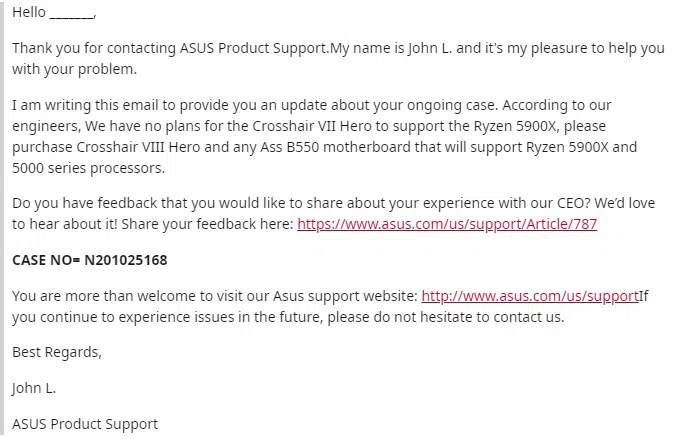 Hello _______,
Thank you for contacting ASUS Product Support.My name is John L. and it's my pleasure to help you
with your problem.
I am writing this email to provide you an update about your ongoing case. According to our
engineers, We have no plans for the Crosshair VII Hero to support the Ryzen 5900X, please
purchase Crosshair VIII Hero and any Ass B550 motherboard that will support Ryzen 5900X and
5000 series processors.
Do you have feedback that you would like to share about your experience with our CEO? We’d love
to hear about it! Share your feedback here: https://www.asus.com/us/support/Article/787
CASE NO= N201025168
You are more than welcome to visit our Asus support website: http://www.asus.com/us/supportIf
you continue to experience issues in the future, please do not hesitate to contact us.
Best Regards,
John L.
ASUS Product Support